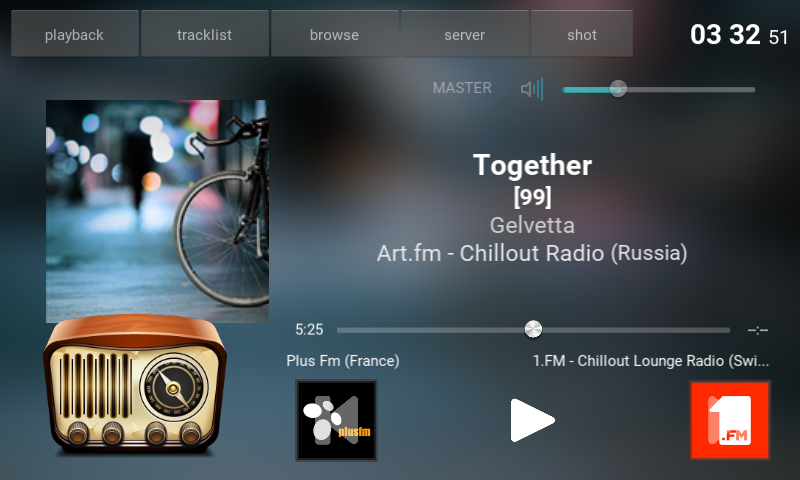 playback tracklist browse server shot 03 32 51
MASTER
Together
[99]
Gelvetta
Art.fm - Chillout Radio (Russia)
5:25 --:--
Plus Fm (France) 1.FM - Chillout Lounge Radio (Swi...
plusfm
1.FM